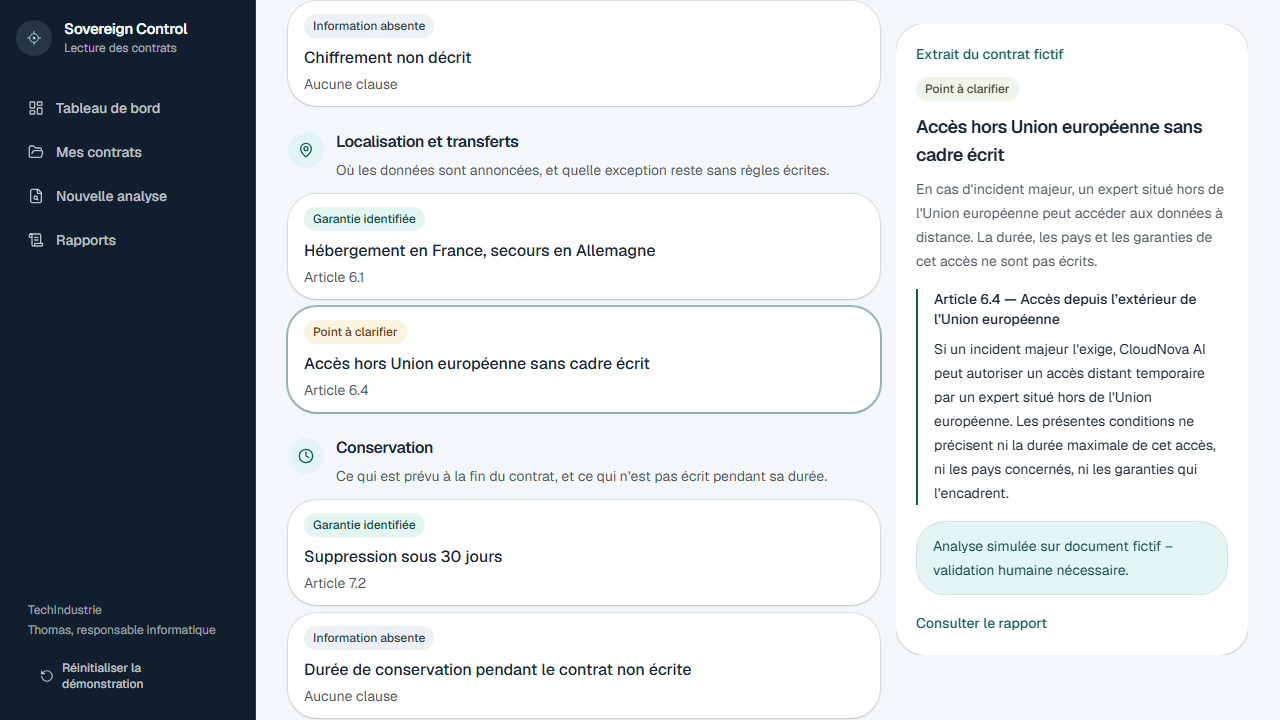 Sovereign Control
Lecture des contrats
Tableau de bord
Mes contrats
Nouvelle analyse
Rapports
TechIndustrie
Thomas, responsable informatique
Réinitialiser la
démonstration
Information absente
Chiffrement non décrit
Aucune clause
Localisation et transferts
Où les données sont annoncées, et quelle exception reste sans règles écrites.
Garantie identifiée
Hébergement en France, secours en Allemagne
Article 6.1
Point à clarifier
Accès hors Union européenne sans cadre écrit
Article 6.4
Conservation
Ce qui est prévu à la fin du contrat, et ce qui n’est pas écrit pendant sa durée.
Garantie identifiée
Suppression sous 30 jours
Article 7.2
Information absente
Durée de conservation pendant le contrat non écrite
Aucune clause
Extrait du contrat fictif
Point à clarifier
Accès hors Union européenne sans
cadre écrit
En cas d’incident majeur, un expert situé hors de
l’Union européenne peut accéder aux données à
distance. La durée, les pays et les garanties de
cet accès ne sont pas écrits.
Article 6.4 — Accès depuis l’extérieur de
l’Union européenne
Si un incident majeur l’exige, CloudNova AI
peut autoriser un accès distant temporaire
par un expert situé hors de l’Union
européenne. Les présentes conditions ne
précisent ni la durée maximale de cet accès,
ni les pays concernés, ni les garanties qui
l’encadrent.
Analyse simulée sur document fictif –
validation humaine nécessaire.
Consulter le rapport